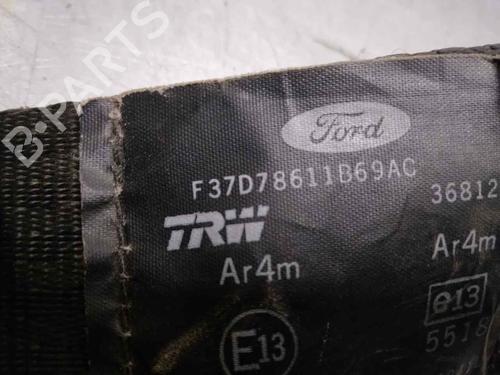 B-PARTS
Ford
F37D78611B69AC
36812
TRW
Ar4m
Ar4m
E13
e13
5518